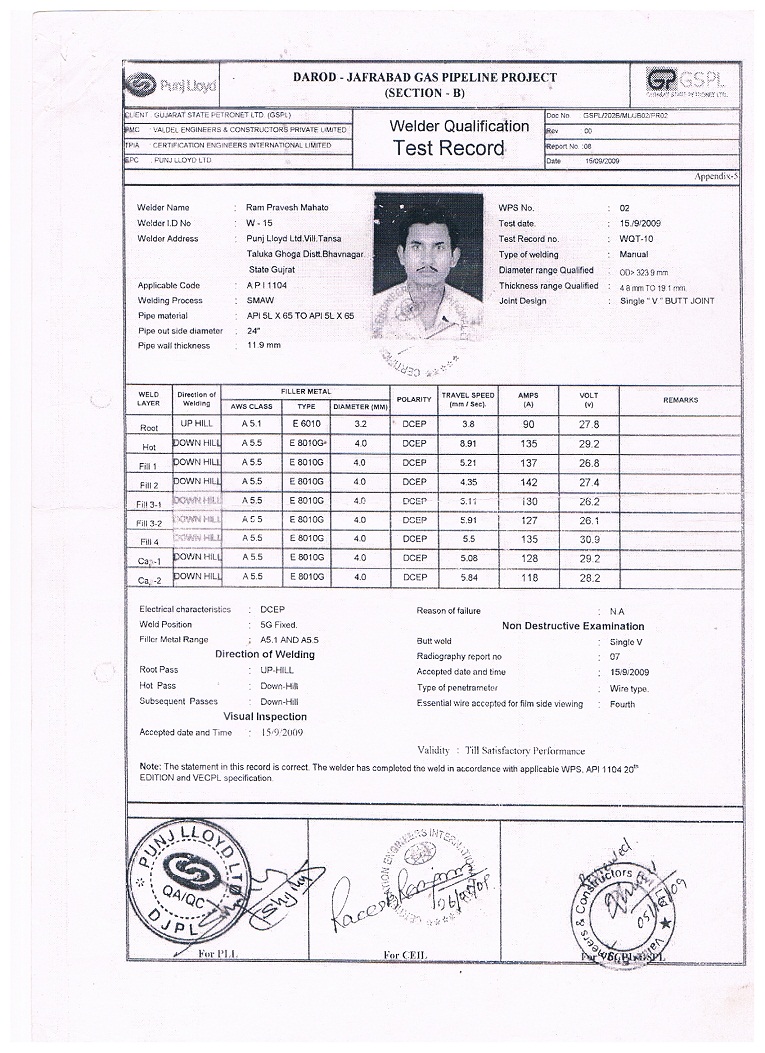 Punj Lloyd
DAROD - JAFRABAD GAS PIPELINE PROJECT
(SECTION - B)
GSPL
GUJARAT STATE PETRONET LTD.
CLIENT : GUJARAT STATE PETRONET LTD. (GSPL)
PMC : VALDEL ENGINEERS & CONSTRUCTORS PRIVATE LIMITED
TPIA : CERTIFICATION ENGINEERS INTERNATIONAL LIMITED
EPC : PUNJ LLOYD LTD
Welder Qualification
Test Record
Doc No. GSPL/2026/ML/JB02/PR02
Rev 00
Report No. :08
Date 15/09/2009
Appendix-5
Welder Name : Ram Pravesh Mahato
Welder I.D No : W - 15
Welder Address : Punj Lloyd Ltd.Vill.Tansa
Taluka Ghoga Distt.Bhavnagar.
State Gujrat
Applicable Code : A P I 1104
Welding Process : SMAW
Pipe material : API 5L X 65 TO API 5L X 65
Pipe out side diameter : 24"
Pipe wall thickness : 11.9 mm
WPS No. : 02
Test date. : 15./9/2009
Test Record no. : WQT-10
Type of welding : Manual
Diameter range Qualified : OD> 323.9 mm
Thickness range Qualified : 4.8 mm TO 19.1 mm.
Joint Design : Single " V " BUTT JOINT
WELD LAYER Direction of Welding FILLER METAL POLARITY TRAVEL SPEED (mm / Sec). AMPS (A) VOLT (v) REMARKS
AWS CLASS TYPE DIAMETER (MM)
Root UP HILL A 5.1 E 6010 3.2 DCEP 3.8 90 27.8
Hot DOWN HILL A 5.5 E 8010G 4.0 DCEP 8.91 135 29.2
Fill 1 DOWN HILL A 5.5 E 8010G 4.0 DCEP 5.21 137 26.8
Fill 2 DOWN HILL A 5.5 E 8010G 4.0 DCEP 4.35 142 27.4
Fill 3-1 DOWN HILL A 5.5 E 8010G 4.0 DCEP 5.11 130 26.2
Fill 3-2 DOWN HILL A 5.5 E 8010G 4.0 DCEP 5.91 127 26.1
Fill 4 DOWN HILL A 5.5 E 8010G 4.0 DCEP 5.5 135 30.9
Cap-1 DOWN HILL A 5.5 E 8010G 4.0 DCEP 5.08 128 29.2
Cap-2 DOWN HILL A 5.5 E 8010G 4.0 DCEP 5.84 118 28.2
Electrical characteristics : DCEP
Weld Position : 5G Fixed.
Filler Metal Range ; A5.1 AND A5.5
Direction of Welding
Root Pass : UP-HILL
Hot Pass : Down-Hill
Subsequent Passes : Down-Hill
Visual Inspection
Accepted date and Time : 15/9/2009
Reason of failure : N A
Non Destructive Examination
Butt weld : Single V
Radiography report no : 07
Accepted date and time : 15/9/2009
Type of penetrameter : Wire type.
Essential wire accepted for film side viewing : Fourth
Validity : Till Satisfactory Performance
Note: The statement in this record is correct. The welder has completed the weld in accordance with applicable WPS, API 1104 20th
EDITION and VECPL specification.
PUNJ LLOYD LTD.
QA/QC
DJPL
For PLL
For CEIL
Reviewed